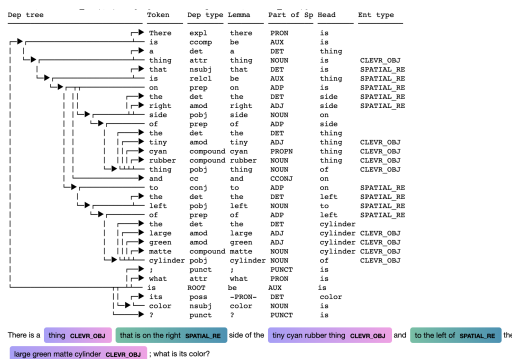 Dep tree Token Dep type Lemma Part of Sp Head Ent type
There expl there PRON is
is ccomp be AUX is
a det a DET thing
thing attr thing NOUN is CLEVR_OBJ
that nsubj that DET is SPATIAL_RE
is relcl be AUX thing SPATIAL_RE
on prep on ADP is SPATIAL_RE
the det the DET side SPATIAL_RE
right amod right ADJ side SPATIAL_RE
side pobj side NOUN on
of prep of ADP side
the det the DET thing
tiny amod tiny ADJ thing CLEVR_OBJ
cyan compound cyan PROPN thing CLEVR_OBJ
rubber compound rubber NOUN thing CLEVR_OBJ
thing pobj thing NOUN of CLEVR_OBJ
and cc and CCONJ on
to conj to ADP on SPATIAL_RE
the det the DET left SPATIAL_RE
left pobj left NOUN to SPATIAL_RE
of prep of ADP left SPATIAL_RE
the det the DET cylinder
large amod large ADJ cylinder CLEVR_OBJ
green amod green ADJ cylinder CLEVR_OBJ
matte compound matte NOUN cylinder CLEVR_OBJ
cylinder pobj cylinder NOUN of CLEVR_OBJ
; punct ; PUNCT is
what attr what PRON is
is ROOT be AUX is
its poss -PRON- DET color
color nsubj color NOUN is
? punct ? PUNCT is
There is a thing CLEVR_OBJ that is on the right SPATIAL_RE side of the tiny cyan rubber thing CLEVR_OBJ and to the left of SPATIAL_RE the
large green matte cylinder CLEVR_OBJ ; what is its color?